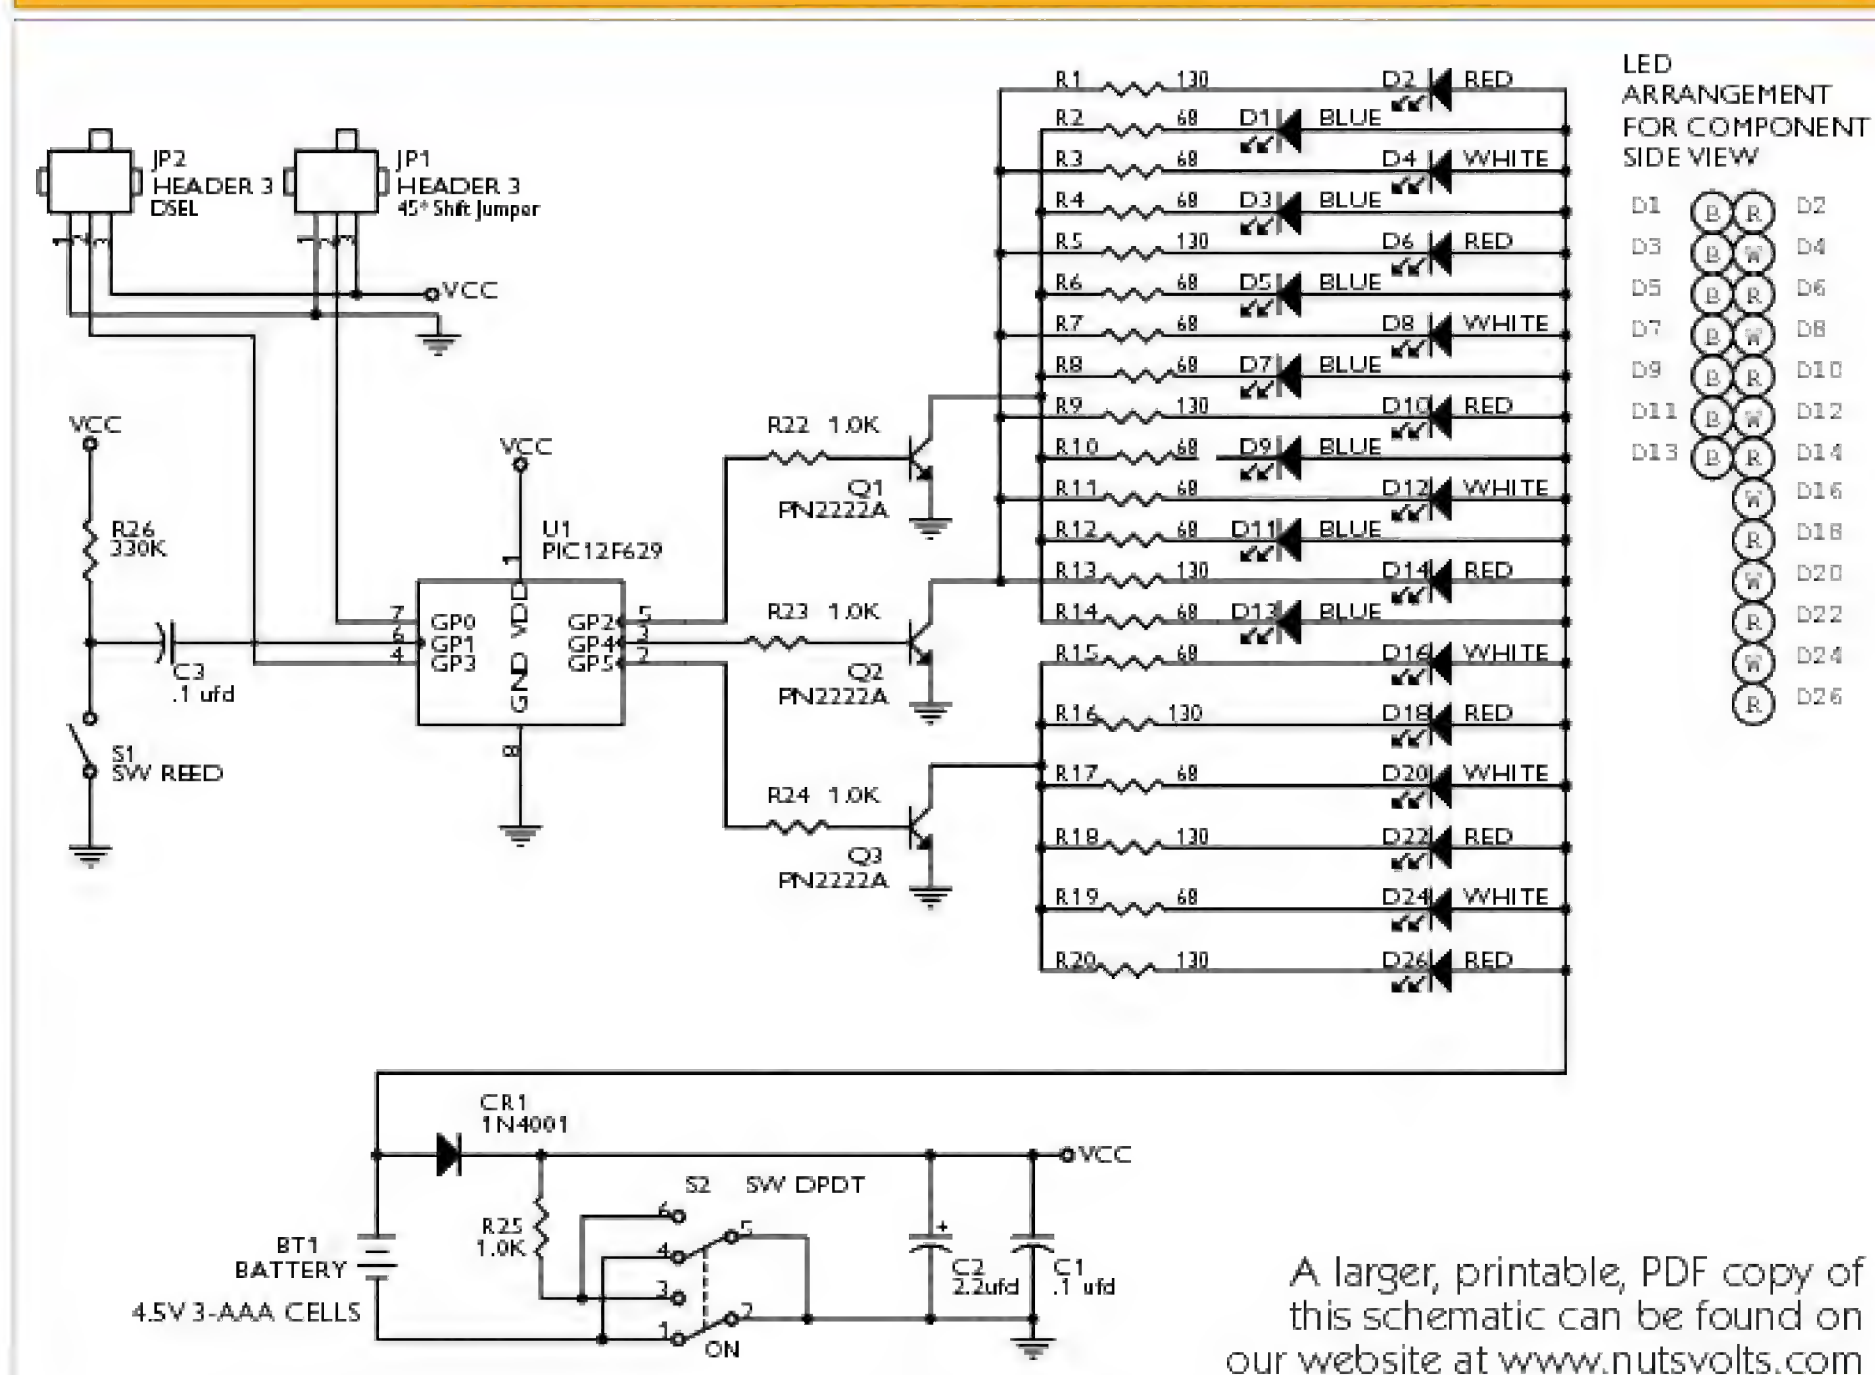 JP2
HEADER 3
DSEL
1
2
3
JP1
HEADER 3
45° Shift Jumper
1
2
3
VCC
VCC
R26
330K
C3
.1 ufd
S1
SW REED
VCC
U1
PIC12F629
1
VDD
GND
8
7
GP0
6
GP1
4
GP3
GP2
5
GP4
3
GP5
2
R22 1.0K
Q1
PN2222A
R23 1.0K
Q2
PN2222A
R24 1.0K
Q3
PN2222A
R1 130 D2 RED
R2 68 D1 BLUE
R3 68 D4 WHITE
R4 68 D3 BLUE
R5 130 D6 RED
R6 68 D5 BLUE
R7 68 D8 WHITE
R8 68 D7 BLUE
R9 130 D10 RED
R10 68 D9 BLUE
R11 68 D12 WHITE
R12 68 D11 BLUE
R13 130 D14 RED
R14 68 D13 BLUE
R15 68 D16 WHITE
R16 130 D18 RED
R17 68 D20 WHITE
R18 130 D22 RED
R19 68 D24 WHITE
R20 130 D26 RED
LED
ARRANGEMENT
FOR COMPONENT
SIDE VIEW
D1 B R D2
D3 B W D4
D5 B R D6
D7 B W D8
D9 B R D10
D11 B W D12
D13 B R D14
W D16
R D18
W D20
R D22
W D24
R D26
CR1
1N4001
VCC
S2 SW DPDT
R25
1.0K
6
5
4
3
2
1
ON
BT1
BATTERY
4.5V 3-AAA CELLS
+
C2
2.2ufd
C1
.1 ufd
A larger, printable, PDF copy of
this schematic can be found on
our website at www.nutsvolts.com